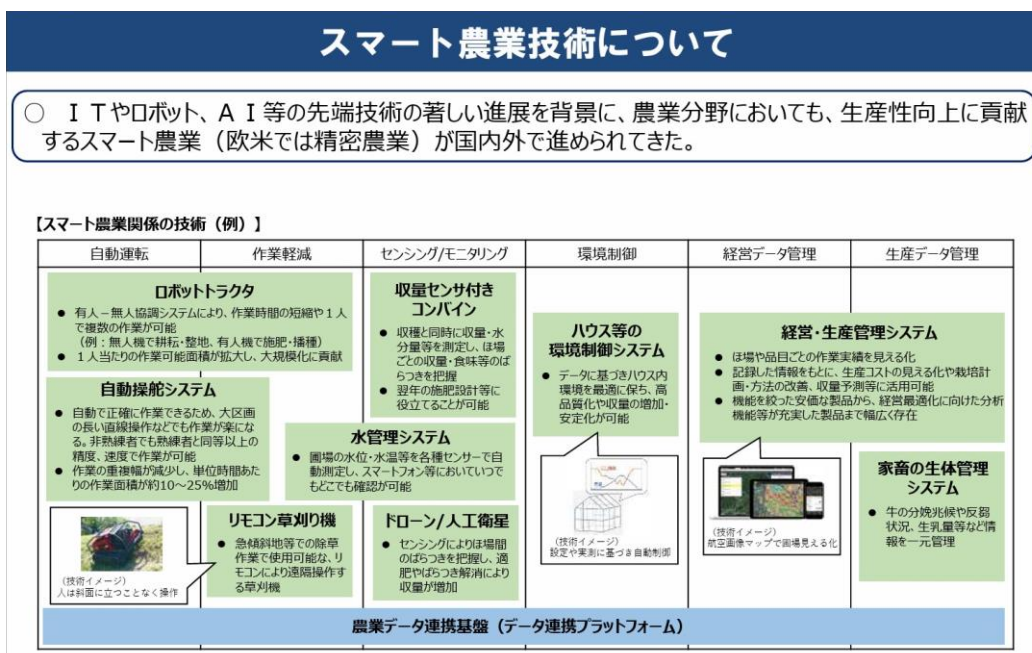 スマート農業技術について
○ ＩＴやロボット、ＡＩ等の先端技術の著しい進展を背景に、農業分野においても、生産性向上に貢献
するスマート農業（欧米では精密農業）が国内外で進められてきた。
【スマート農業関係の技術（例）】
自動運転
作業軽減
センシング/モニタリング
環境制御
経営データ管理
生産データ管理
ロボットトラクタ
● 有人－無人協調システムにより、作業時間の短縮や１人
で複数の作業が可能
（例：無人機で耕耘・整地、有人機で施肥・播種）
● １人当たりの作業可能面積が拡大し、大規模化に貢献
自動操舵システム
● 自動で正確に作業できるため、大区画
の長い直線操作などでも作業が楽にな
る。非熟練者でも熟練者と同等以上の
精度、速度で作業が可能
● 作業の重複幅が減少し、単位時間あた
りの作業面積が約10～25%増加
（技術イメージ）
人は斜面に立つことなく操作
リモコン草刈り機
● 急傾斜地等での除草
作業で使用可能な、リ
モコンにより遠隔操作す
る草刈機
収量センサ付き
コンバイン
● 収穫と同時に収量・水
分量等を測定し、ほ場
ごとの収量・食味等のば
らつきを把握
● 翌年の施肥設計等に
役立てることが可能
水管理システム
● 圃場の水位・水温等を各種センサーで自
動測定し、スマートフォン等においていつで
もどこでも確認が可能
ドローン/人工衛星
● センシングによりほ場間
のばらつきを把握し、適
肥やばらつき解消により
収量が増加
ハウス等の
環境制御システム
● データに基づきハウス内
環境を最適に保ち、高
品質化や収量の増加・
安定化が可能
（技術イメージ）
設定や実測に基づき自動制御
経営・生産管理システム
● ほ場や品目ごとの作業実績を見える化
● 記録した情報をもとに、生産コストの見える化や栽培計
画・方法の改善、収量予測等に活用可能
● 機能を絞った安価な製品から、経営最適化に向けた分析
機能等が充実した製品まで幅広く存在
（技術イメージ）
航空画像マップで圃場見える化
家畜の生体管理
システム
● 牛の分娩兆候や反芻
状況、生乳量等など情
報を一元管理
農業データ連携基盤（データ連携プラットフォーム）